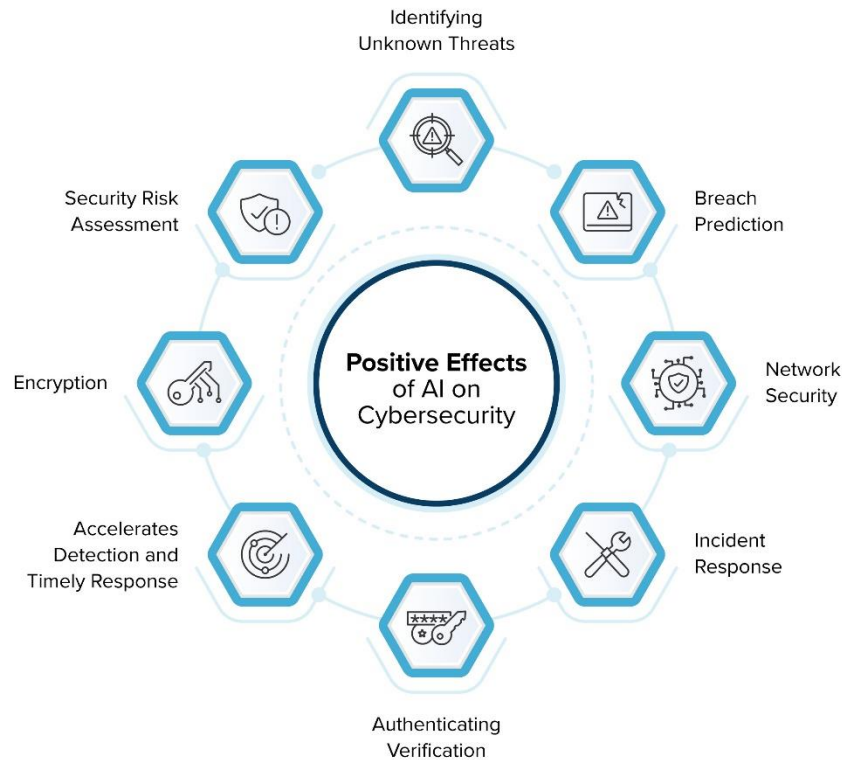 Identifying
Unknown Threats
Security Risk
Assessment
Breach
Prediction
Positive Effects
of AI on
Cybersecurity
Encryption
Network
Security
Accelerates
Detection and
Timely Response
Incident
Response
****
Authenticating
Verification